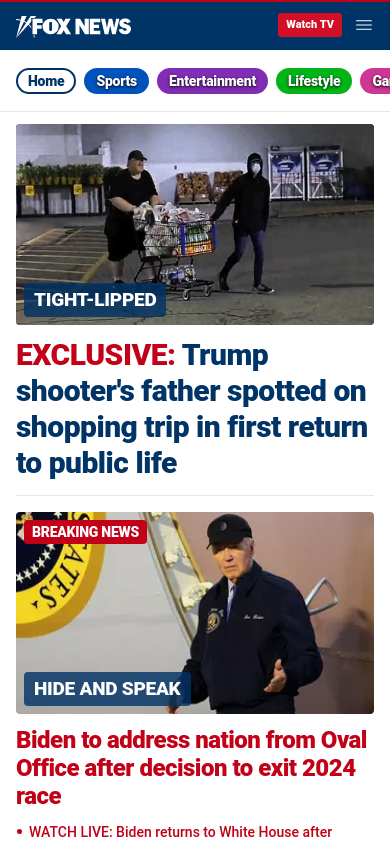 FOX NEWS
Watch TV
Home
Sports
Entertainment
Lifestyle
TIGHT-LIPPED
EXCLUSIVE: Trump
shooter's father spotted on
shopping trip in first return
to public life
STATES
BREAKING NEWS
HIDE AND SPEAK
Biden to address nation from Oval
Office after decision to exit 2024
race
• WATCH LIVE: Biden returns to White House after